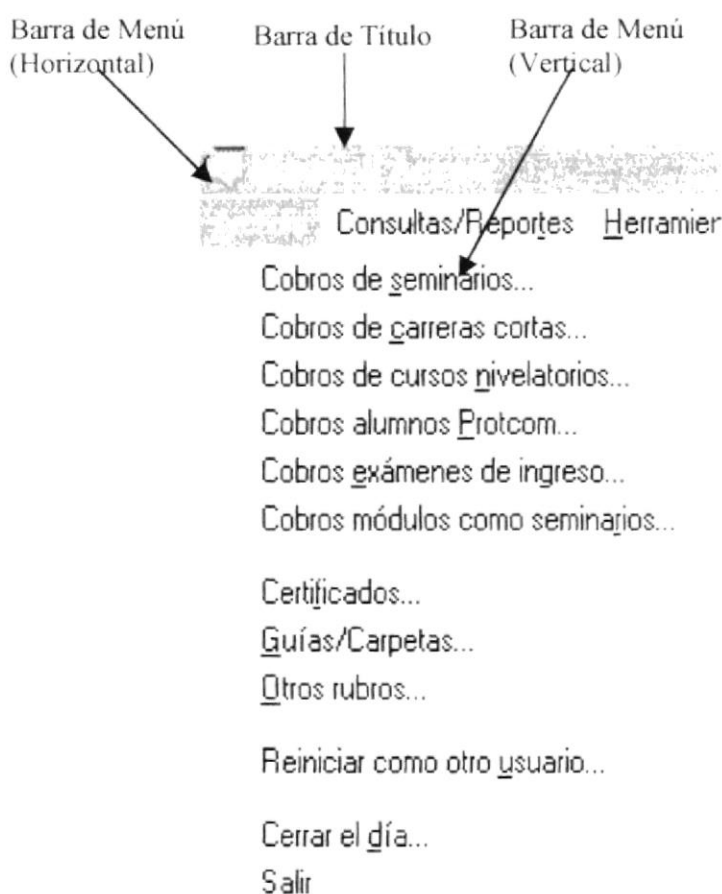 Barra de Menú (Horizontal)
Barra de Título
Barra de Menú (Vertical)
Consultas/Reportes Herramier
Cobros de seminarios...
Cobros de carreras cortas...
Cobros de cursos nivelatorios...
Cobros alumnos Protcom...
Cobros exámenes de ingreso...
Cobros módulos como seminarios...
Certificados...
Guías/Carpetas...
Otros rubros...
Reiniciar como otro usuario...
Cerrar el día...
Salir